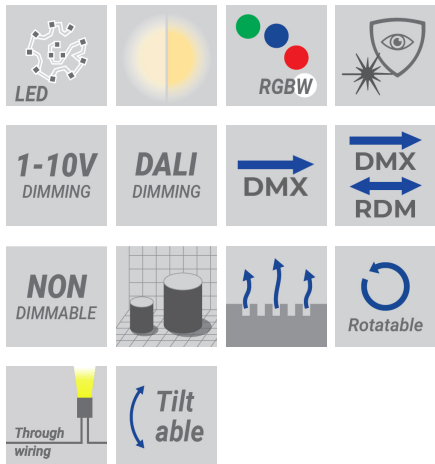 LED
RGBW
1-10V
DIMMING
DALI
DIMMING
DMX
DMX
RDM
NON
DIMMABLE
Rotatable
Through
wiring
Tilt
able